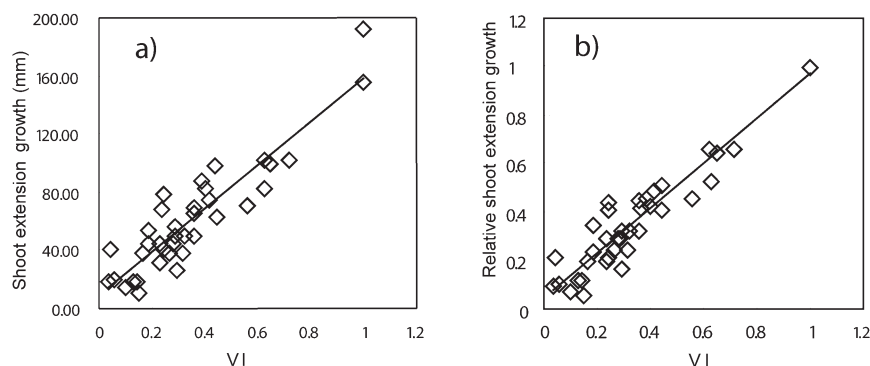 a)
Shoot extension growth (mm)
200.00
160.00
120.00
80.00
40.00
0.00
0 0.2 0.4 0.6 0.8 1 1.2
VI
b)
Relative shoot extension growth
1.2
1
0.8
0.6
0.4
0.2
0
0 0.2 0.4 0.6 0.8 1 1.2
VI